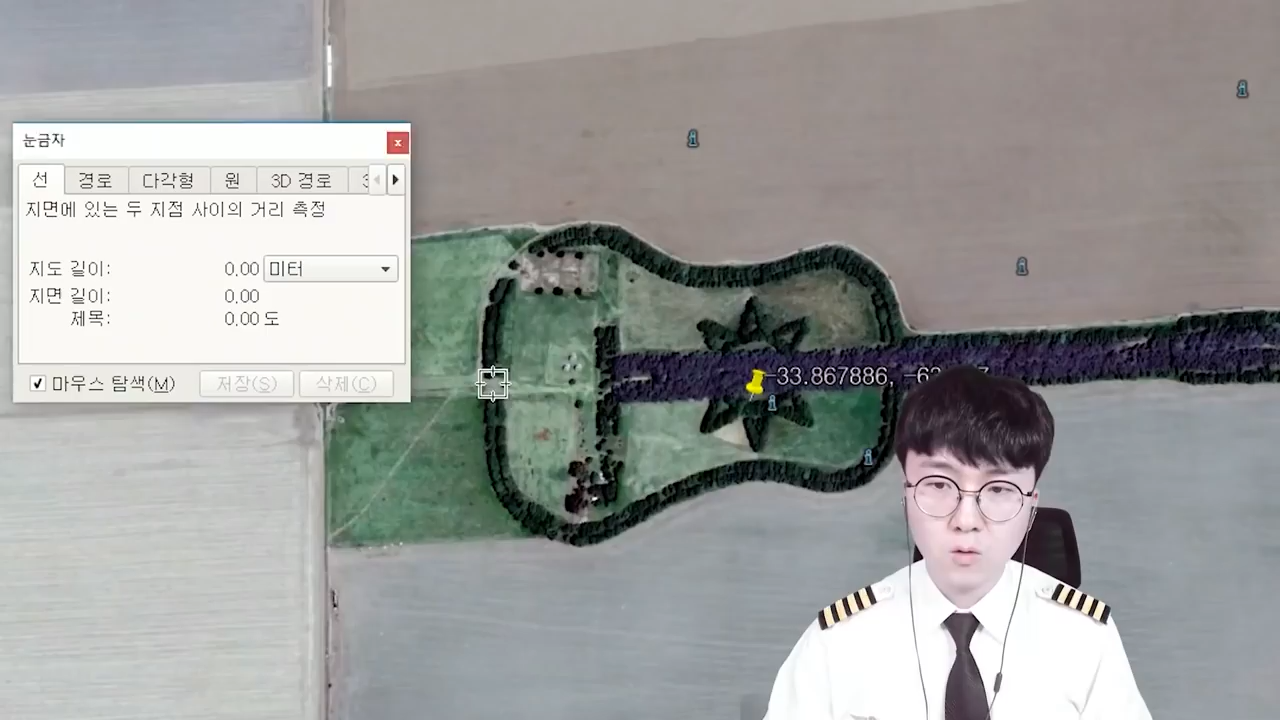 눈금자
선 경로 다각형 원 3D 경로
지면에 있는 두 지점 사이의 거리 측정
지도 길이: 0.00 미터
지면 길이: 0.00
제목: 0.00 도
마우스 탐색(M) 저장(S) 삭제(C)
-33.867886, -6